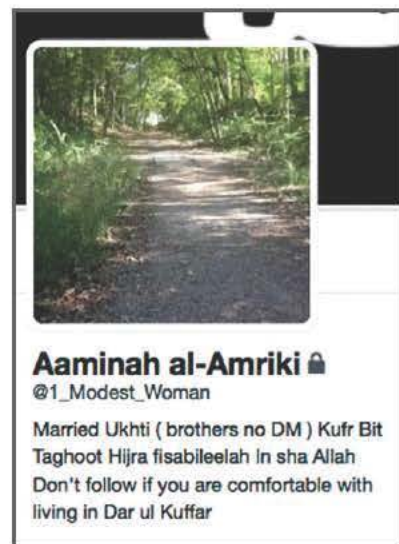 Aaminah al-Amriki
@1_Modest_Woman
Married Ukhti ( brothers no DM ) Kufr Bit
Taghoot Hijra fisabileelah In sha Allah
Don't follow if you are comfortable with
living in Dar ul Kuffar